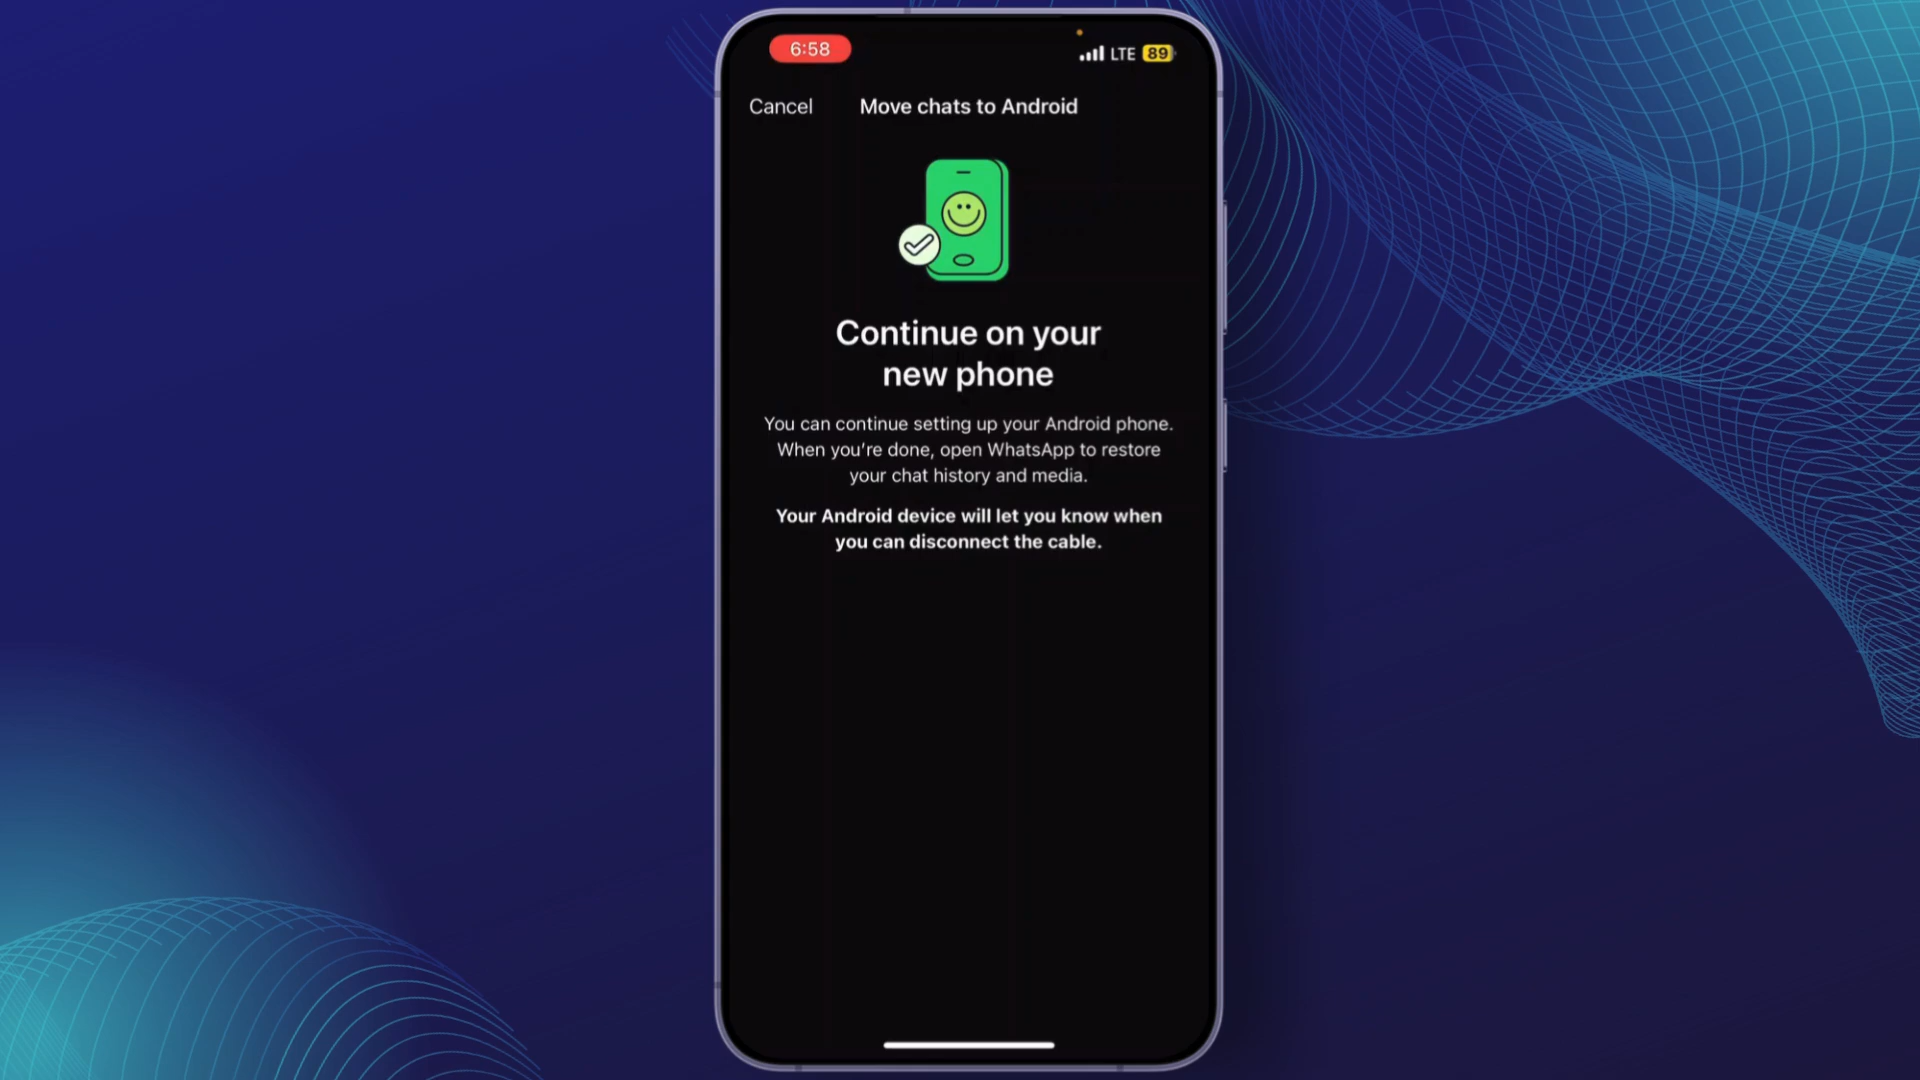 6:58
LTE 89
Cancel
Move chats to Android
Continue on your
new phone
You can continue setting up your Android phone.
When you’re done, open WhatsApp to restore
your chat history and media.
Your Android device will let you know when
you can disconnect the cable.